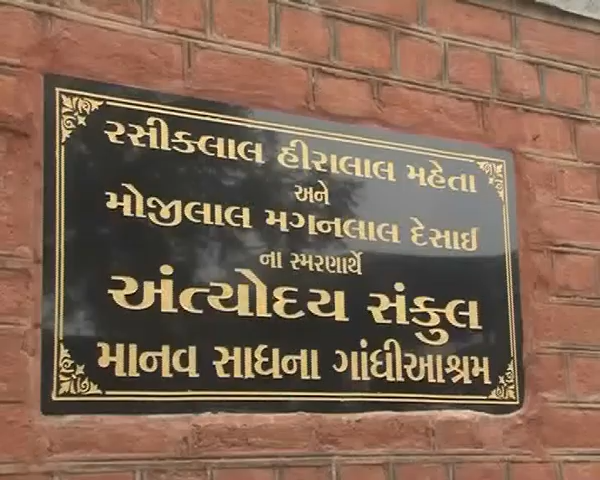 રસીકલાલ હીરાલાલ મહેતા
અને
મોજીલાલ મગનલાલ દેસાઈ
ના સ્મરણાર્થે
અંત્યોદય સંકુલ
માનવ સાધના ગાંધીઆશ્રમ